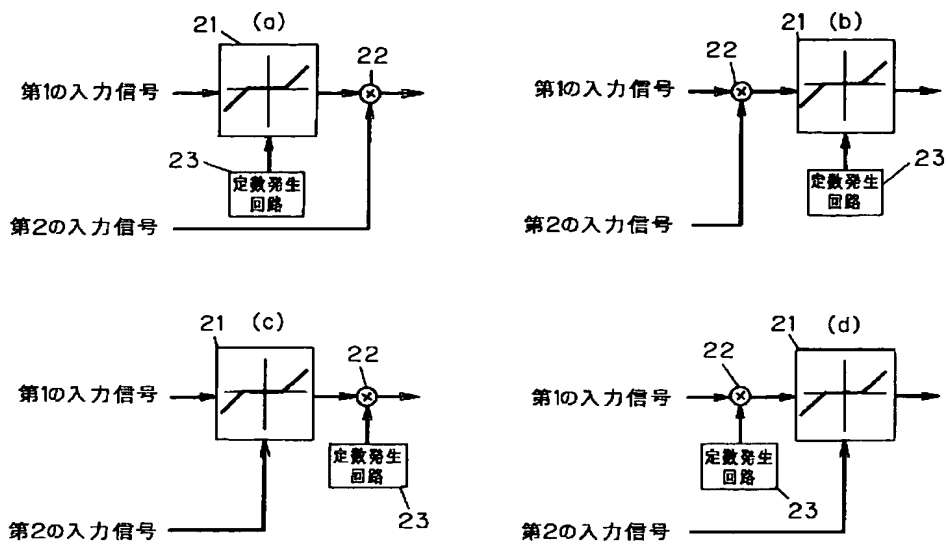 21
(a)
22
第1の入力信号
23
定数発生
回路
第2の入力信号
21
(b)
22
第1の入力信号
定数発生
回路
23
第2の入力信号
21
(c)
22
第1の入力信号
定数発生
回路
23
第2の入力信号
21
(d)
22
第1の入力信号
定数発生
回路
23
第2の入力信号